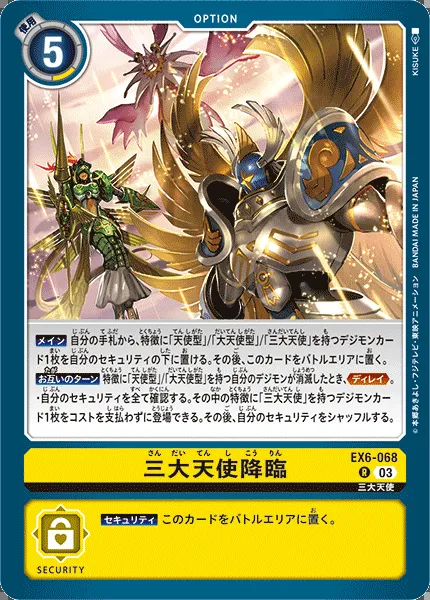 使用
5
OPTION
KISUKE
©本郷あきよし・フジテレビ・東映アニメーション BANDAI MADE IN JAPAN
メイン 自分の手札から、特徴に「天使型」/「大天使型」/「三大天使」を持つデジモンカー
ド1枚を自分のセキュリティの下に置ける。その後、このカードをバトルエリアに置く。
お互いのターン 特徴に「天使型」/「大天使型」を持つ自分のデジモンが消滅したとき、ディレイ
・自分のセキュリティを全て確認する。その中の特徴に「三大天使」を持つデジモンカー
ド1枚をコストを支払わずに登場できる。その後、自分のセキュリティをシャッフルする。
さん だい てん し こう りん
三大天使降臨
EX6-068
R 03
三大天使
セキュリティ このカードをバトルエリアに置く。
SECURITY